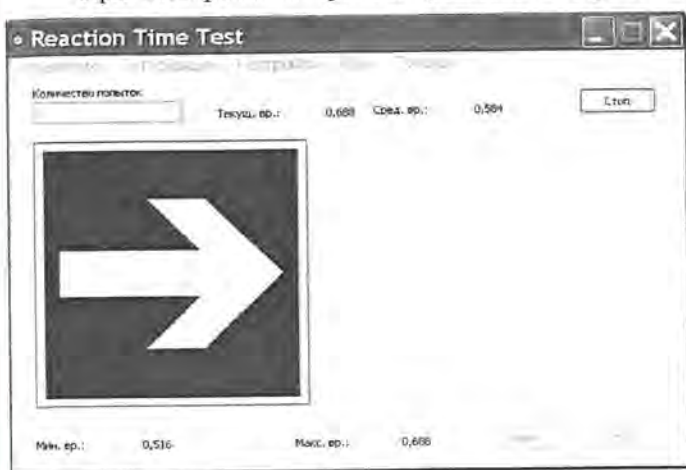 Reaction Time Test
Количество попыток
Текущ. вр.: 0,688 Сред. вр.: 0,584 Стоп
Мин. вр.: 0,516 Макс. вр.: 0,688